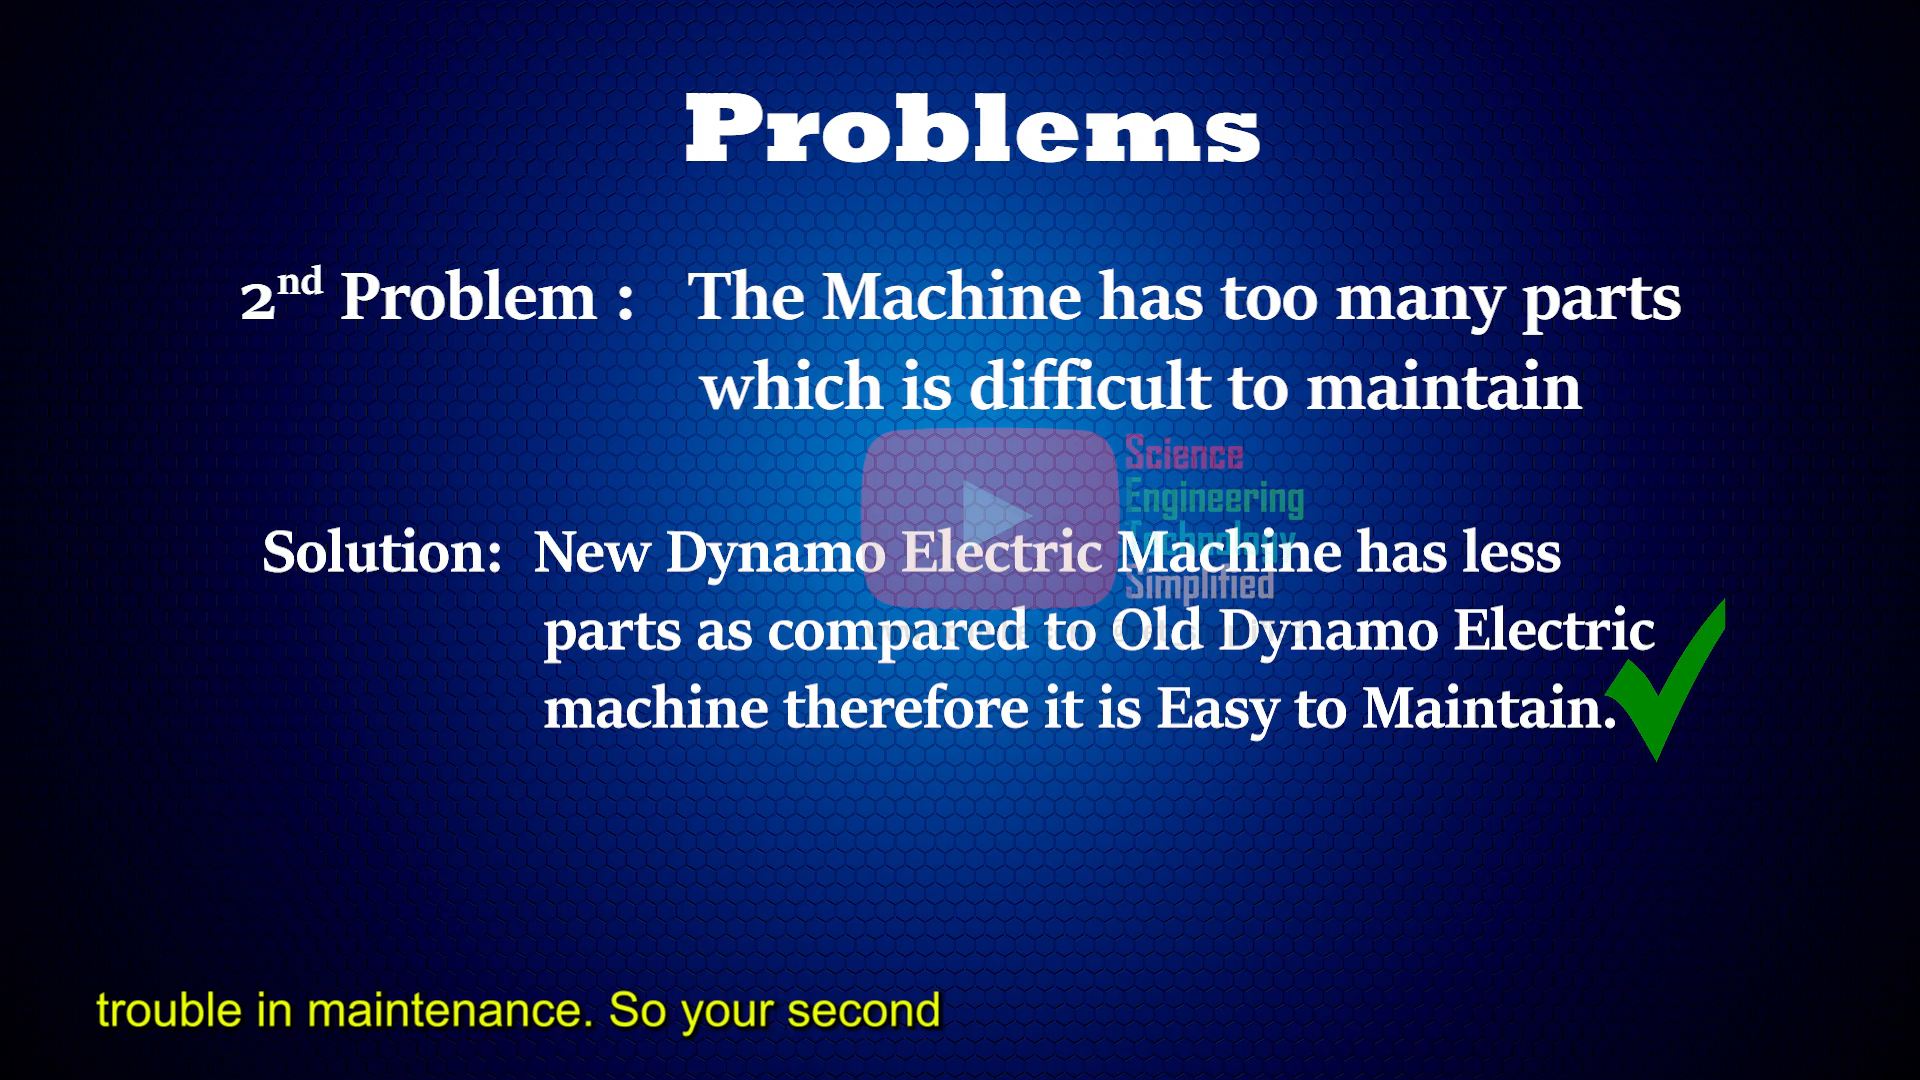 Problems
2nd Problem : The Machine has too many parts
which is difficult to maintain
Science
Engineering
Technology
Simplified
Solution: New Dynamo Electric Machine has less
parts as compared to Old Dynamo Electric
machine therefore it is Easy to Maintain.
trouble in maintenance. So your second